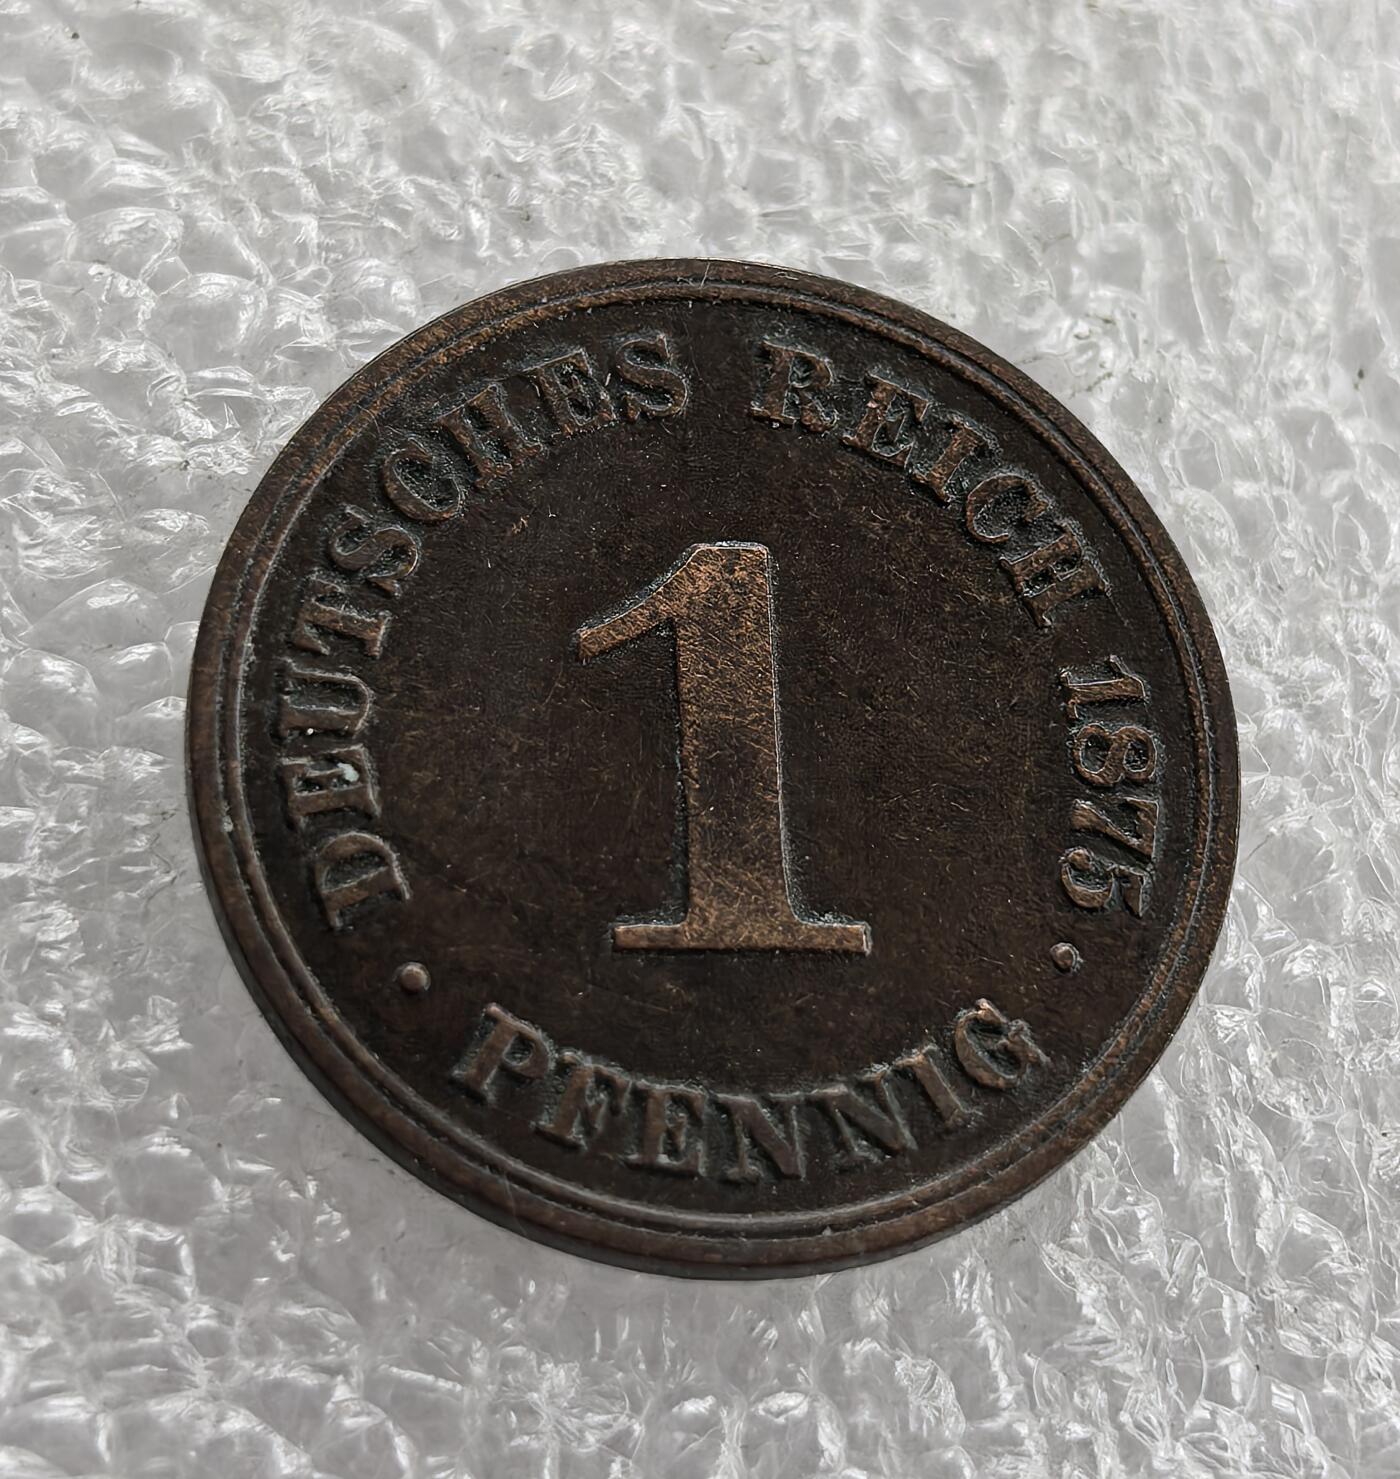 DEUTSCHES REICH 1875
1
• PFENNIG •